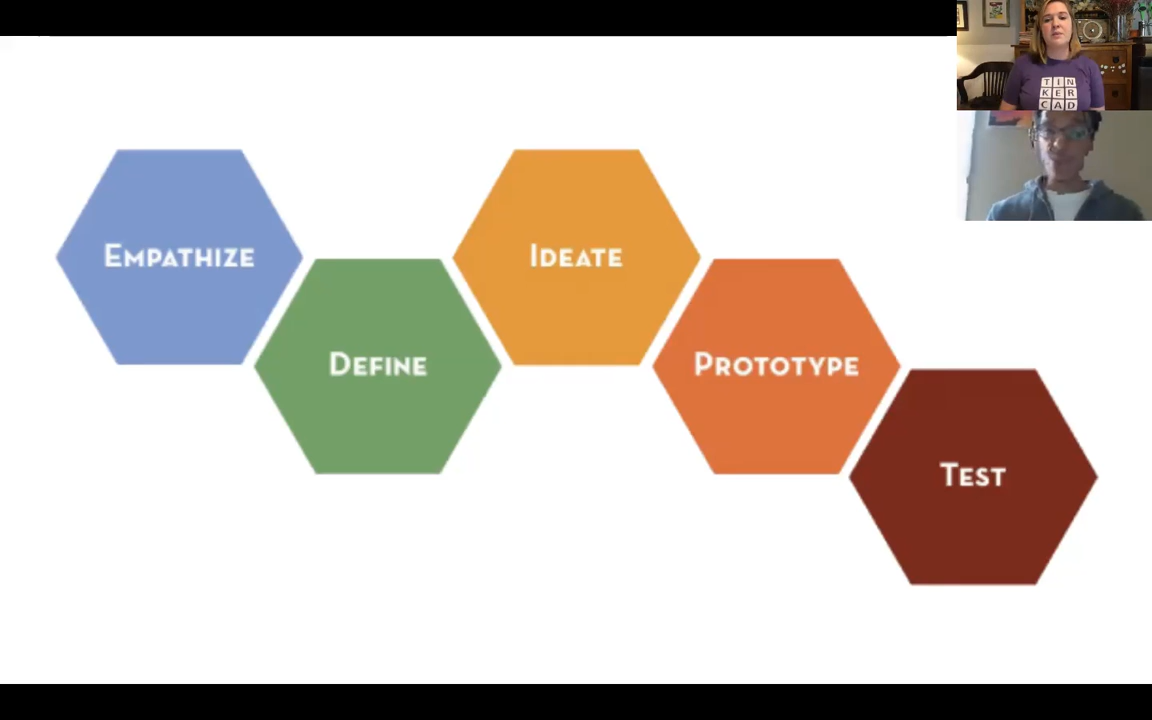 EMPATHIZE
DEFINE
IDEATE
PROTOTYPE
TEST
TIN
KER
CAD